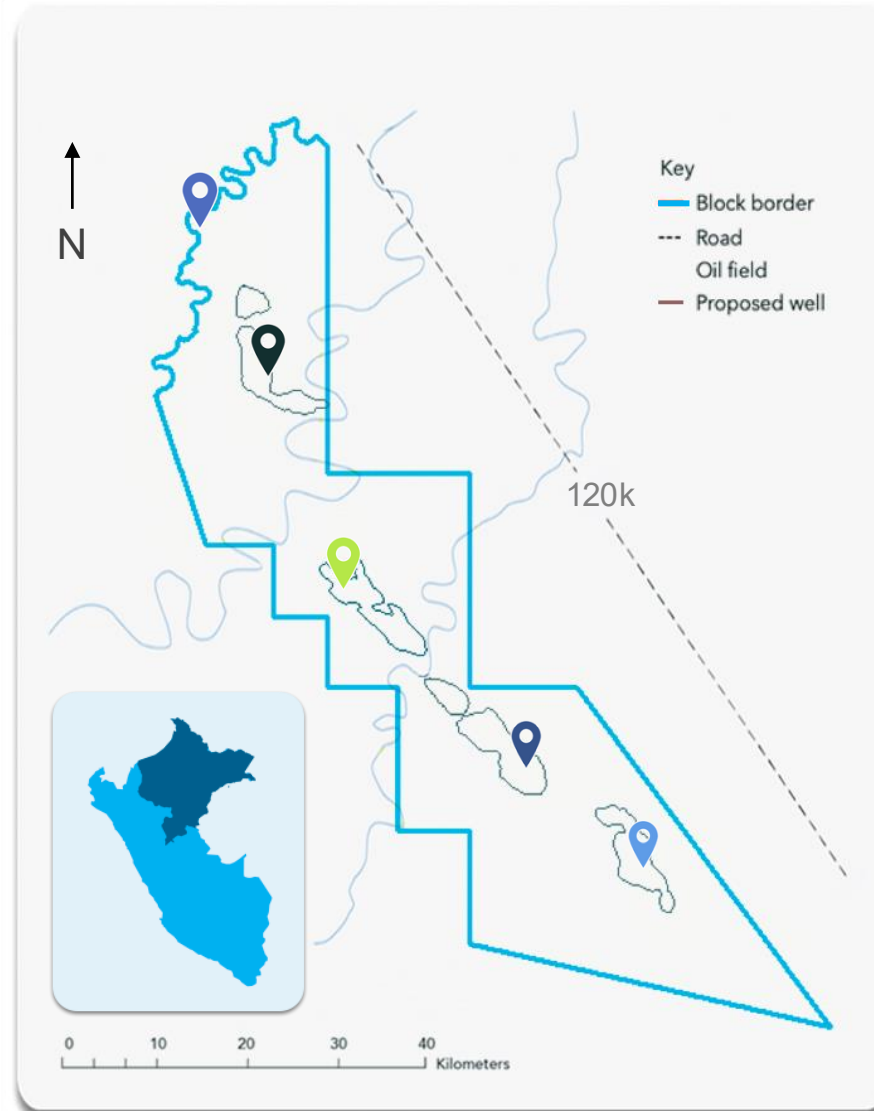 N
Key
Block border
Road
Oil field
Proposed well
120k
0 10 20 30 40
Kilometers